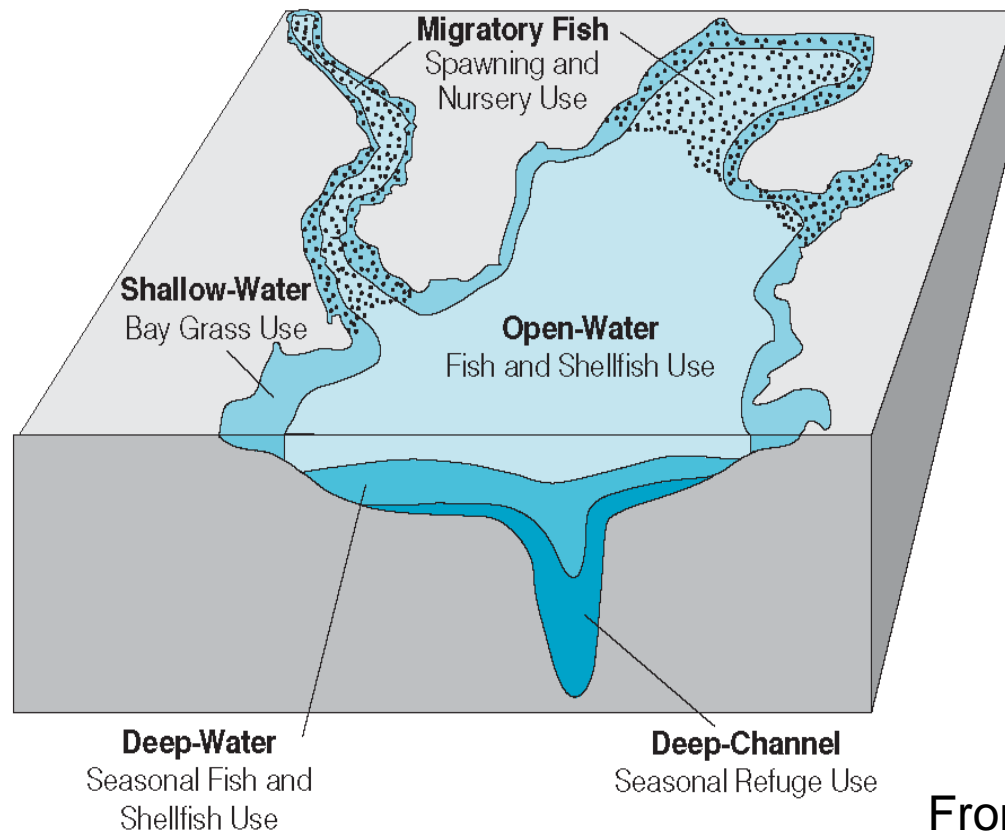 Migratory Fish
Spawning and
Nursery Use
Shallow-Water
Bay Grass Use
Open-Water
Fish and Shellfish Use
Deep-Water
Seasonal Fish and
Shellfish Use
Deep-Channel
Seasonal Refuge Use